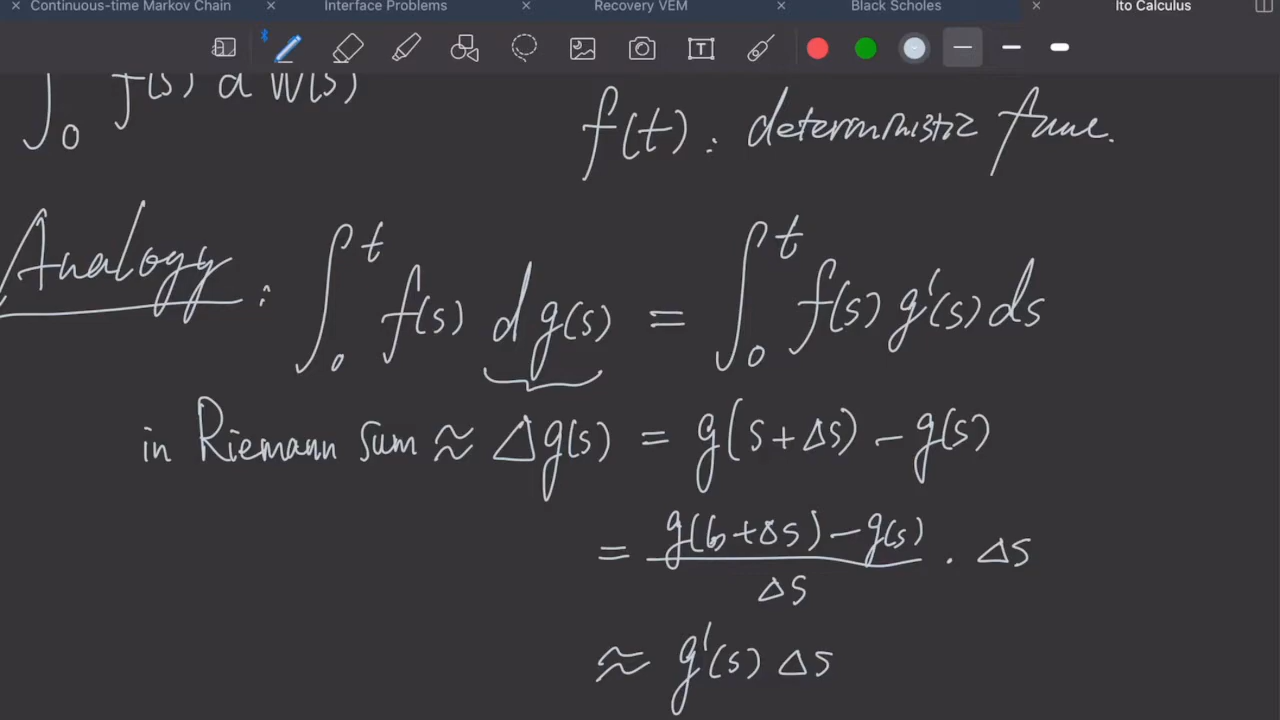 Continuous-time Markov Chain × Interface Problems × Recovery VEM × Black Scholes × Ito Calculus
∫₀ f(s) d W(s)
f(t) : deterministic func.
Analogy : ∫₀ᵗ f(s) dg(s) = ∫₀ᵗ f(s) g'(s) ds
in Riemann sum ≈ Δg(s) = g(s+Δs) − g(s)
= g(s+Δs) − g(s) / Δs · Δs
≈ g'(s) Δs